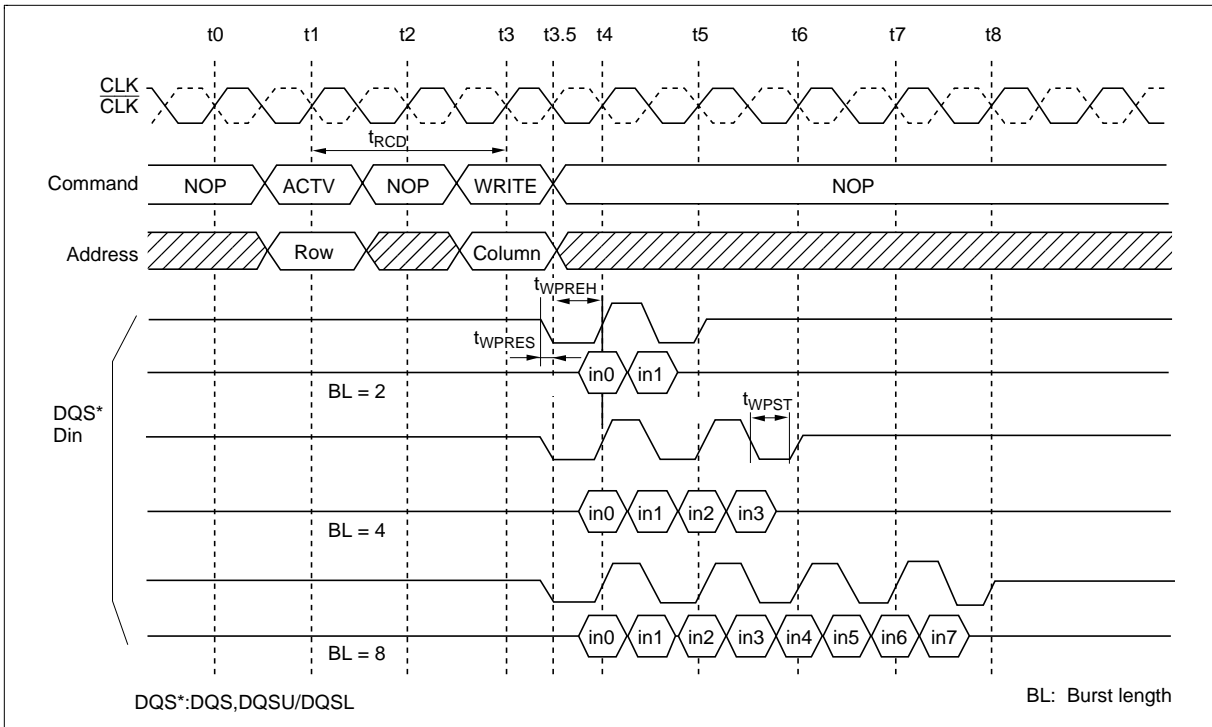 t0 t1 t2 t3 t3.5 t4 t5 t6 t7 t8
CLK
CLK
tRCD
Command NOP ACTV NOP WRITE NOP
Address Row Column
tWPREH
tWPRES
in0 in1
BL = 2
tWPST
DQS*
Din
in0 in1 in2 in3
BL = 4
in0 in1 in2 in3 in4 in5 in6 in7
BL = 8
DQS*:DQS,DQSU/DQSL
BL: Burst length